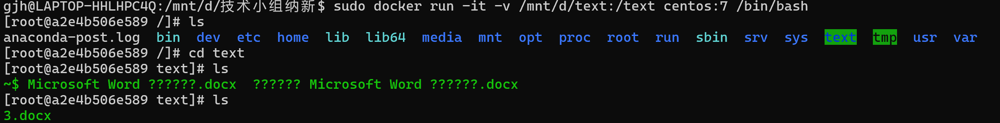 gjh@LAPTOP-HHLHPC4Q:/mnt/d/技术小组纳新$ sudo docker run -it -v /mnt/d/text:/text centos:7 /bin/bash
[root@a2e4b506e589 /]# ls
anaconda-post.log  bin  dev  etc  home  lib  lib64  media  mnt  opt  proc  root  run  sbin  srv  sys  text  tmp  usr  var
[root@a2e4b506e589 /]# cd text
[root@a2e4b506e589 text]# ls
~$ Microsoft Word ??????.docx  ?????? Microsoft Word ??????.docx
[root@a2e4b506e589 text]# ls
3.docx